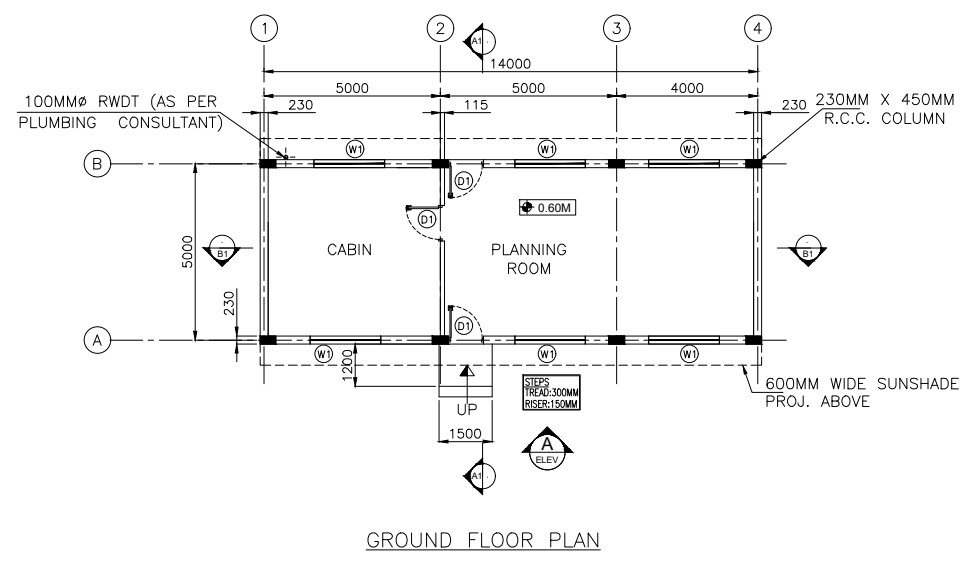 1
2
3
4
A1
14000
5000
5000
4000
100MMø RWDT (AS PER
PLUMBING CONSULTANT)
230
115
230
230MM X 450MM
R.C.C. COLUMN
W1
W1
W1
B
D1
0.60M
D1
B1
5000
CABIN
PLANNING
ROOM
B1
230
D1
A
W1
W1
W1
1200
600MM WIDE SUNSHADE
PROJ. ABOVE
STEPS
TREAD:300MM
RISER:150MM
UP
1500
A
ELEV
A1
GROUND FLOOR PLAN